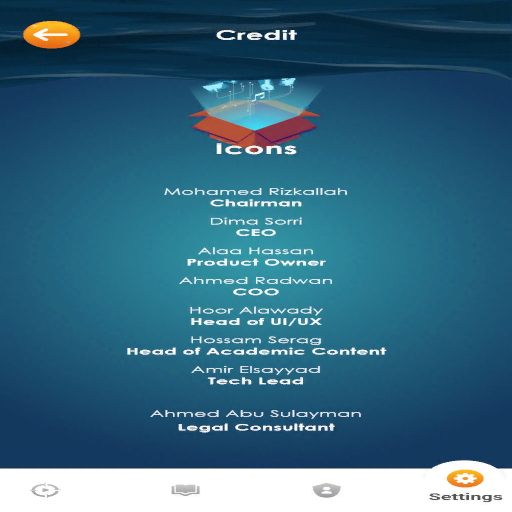 Credit
Icons
Mohamed Rizkallah
Chairman
Dima Sorri
CEO
Alaa Hassan
Product Owner
Ahmed Radwan
COO
Hoor Alawady
Head of UI/UX
Hossam Serag
Head of Academic Content
Amir Elsayyad
Tech Lead
Ahmed Abu Sulayman
Legal Consultant
Settings